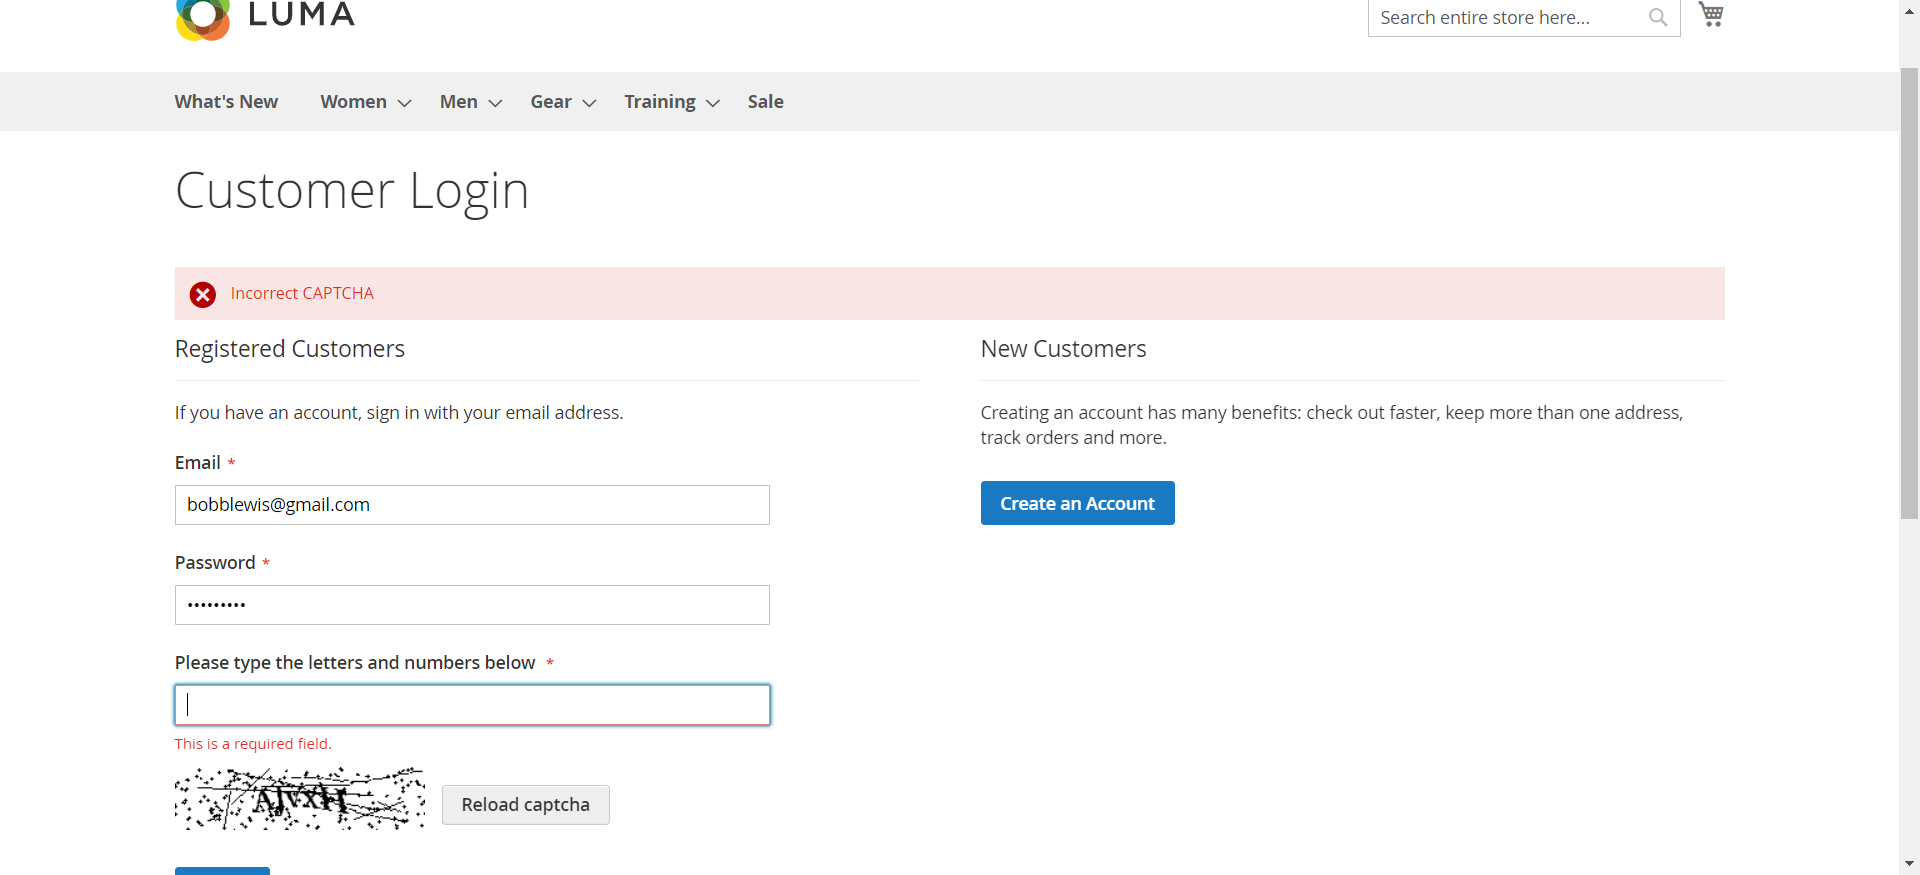 LUMA
Search entire store here...
What's New Women Men Gear Training Sale
Customer Login
Incorrect CAPTCHA
Registered Customers
If you have an account, sign in with your email address.
Email *
bobblewis@gmail.com
Password *
•••••••••
Please type the letters and numbers below *
This is a required field.
Reload captcha
New Customers
Creating an account has many benefits: check out faster, keep more than one address,
track orders and more.
Create an Account